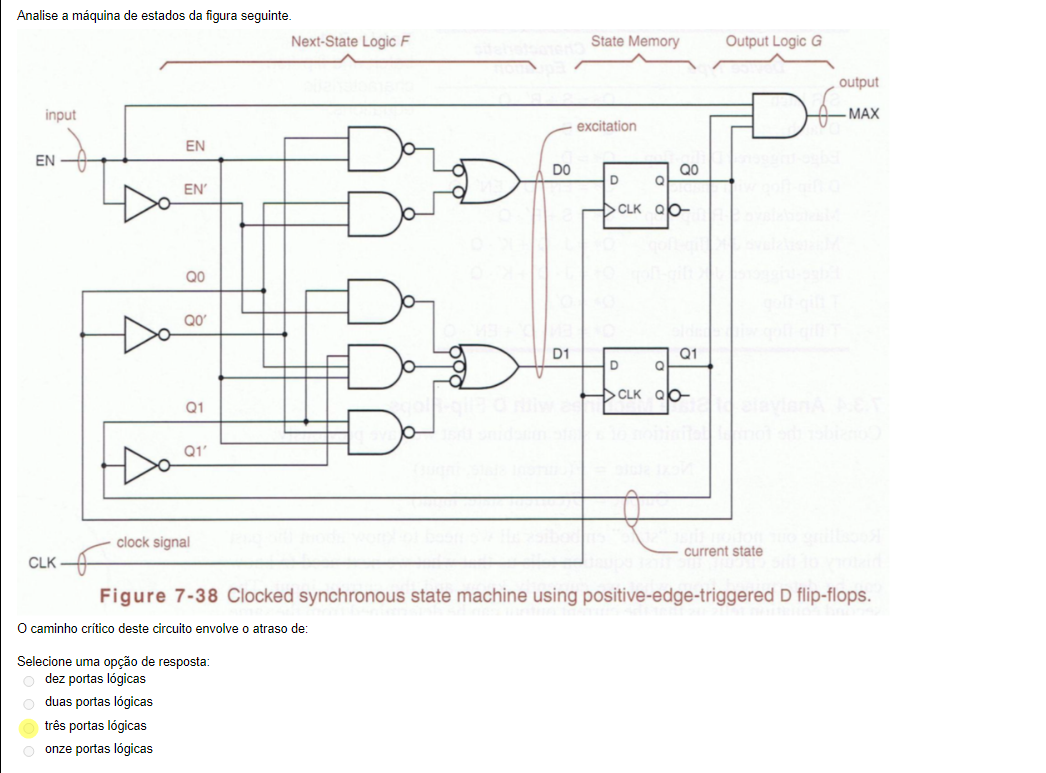 Analise a máquina de estados da figura seguinte.
Next-State Logic F
State Memory
Output Logic G
output
input
MAX
excitation
EN
EN
D0
Q0
EN′
D
Q
CLK
Q
Q0
Q0′
D1
Q1
D
Q
CLK
Q
Q1
Q1′
clock signal
current state
CLK
Figure 7-38 Clocked synchronous state machine using positive-edge-triggered D flip-flops.
O caminho crítico deste circuito envolve o atraso de:
Selecione uma opção de resposta:
dez portas lógicas
duas portas lógicas
três portas lógicas
onze portas lógicas